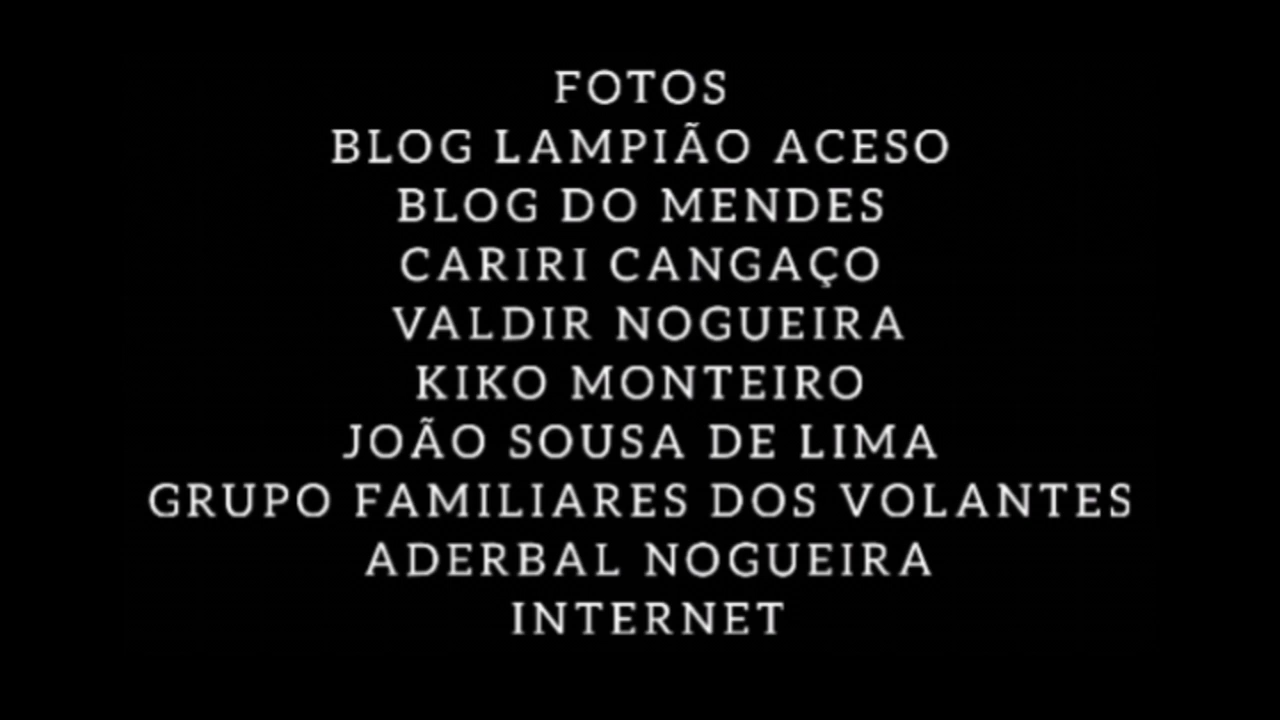 FOTOS
BLOG LAMPIÃO ACESO
BLOG DO MENDES
CARIRI CANGAÇO
VALDIR NOGUEIRA
KIKO MONTEIRO
JOÃO SOUSA DE LIMA
GRUPO FAMILIARES DOS VOLANTES
ADERBAL NOGUEIRA
INTERNET